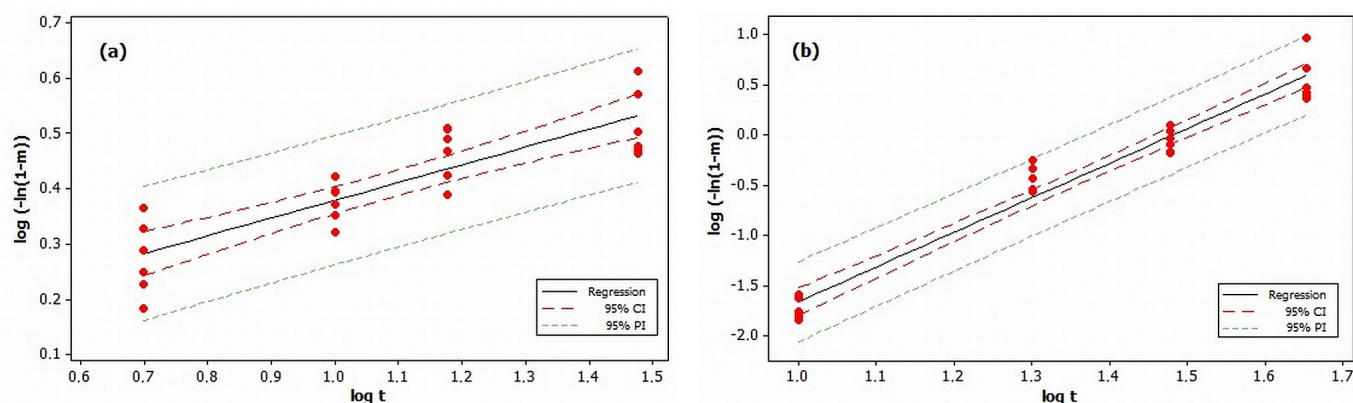 (a)
log (-ln(1-m))
0.7
0.6
0.5
0.4
0.3
0.2
0.1
0.6 0.7 0.8 0.9 1.0 1.1 1.2 1.3 1.4 1.5
log t
Regression
95% CI
95% PI
(b)
log (-ln(1-m))
1.0
0.5
0.0
-0.5
-1.0
-1.5
-2.0
1.0 1.1 1.2 1.3 1.4 1.5 1.6 1.7
log t
Regression
95% CI
95% PI